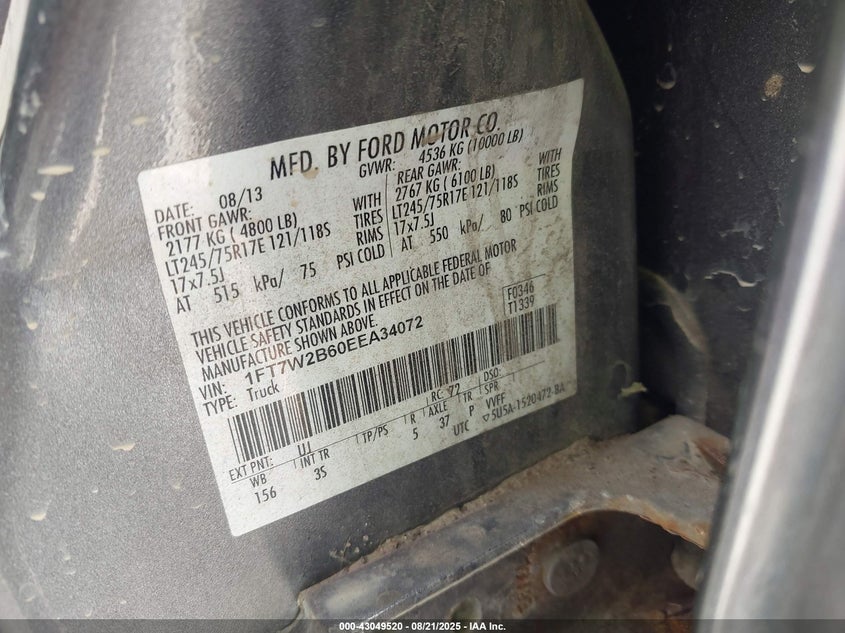 MFD. BY FORD MOTOR CO.
DATE: 08/13 GVWR: 4536 KG (10000 LB)
FRONT GAWR: REAR GAWR:
2177 KG ( 4800 LB) WITH 2767 KG ( 6100 LB) WITH
LT245/75R17E 121/118S TIRES LT245/75R17E 121/118S TIRES
17x7.5J RIMS 17x7.5J RIMS
AT 515 kPa/ 75 PSI COLD AT 550 kPa/ 80 PSI COLD
THIS VEHICLE CONFORMS TO ALL APPLICABLE FEDERAL MOTOR
VEHICLE SAFETY STANDARDS IN EFFECT ON THE DATE OF
MANUFACTURE SHOWN ABOVE.
VIN: 1FT7W2B60EEA34072
TYPE: Truck
F0346
T1339
EXT PNT: UJ RC: 72 DSO:
WB INT TR TP/PS R AXLE TR SPR
156 3S 5 37 P VVFF
UTC ▽5U5A-1520472-BA
000-43049520 - 08/21/2025 - IAA Inc.